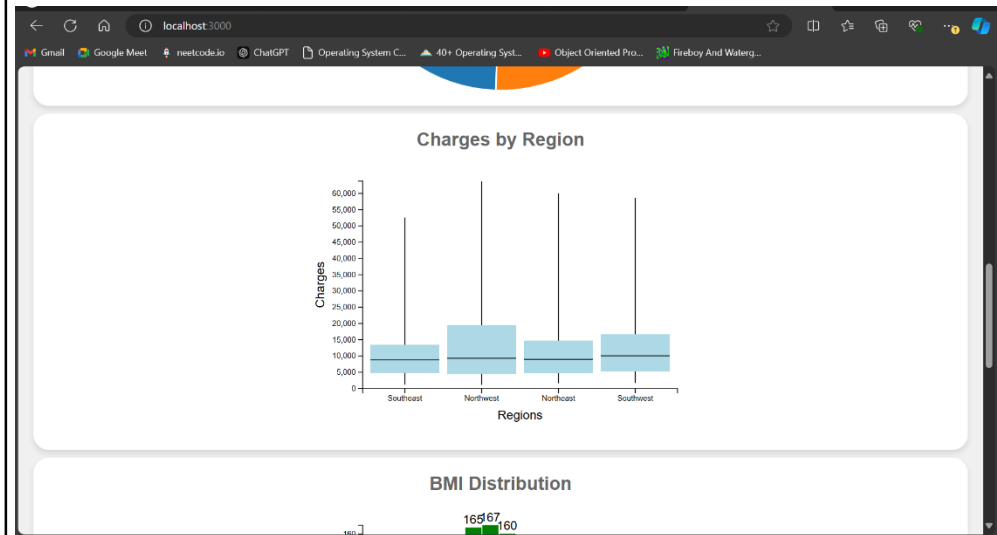 localhost:3000
Gmail Google Meet neetcode.io ChatGPT Operating System C... 40+ Operating Syst... Object Oriented Pro... Fireboy And Waterg...
Charges by Region
60,000
55,000
50,000
45,000
40,000
35,000
30,000
25,000
20,000
15,000
10,000
5,000
0
Charges
Southeast Northwest Northeast Southwest
Regions
BMI Distribution
165 167 160
160